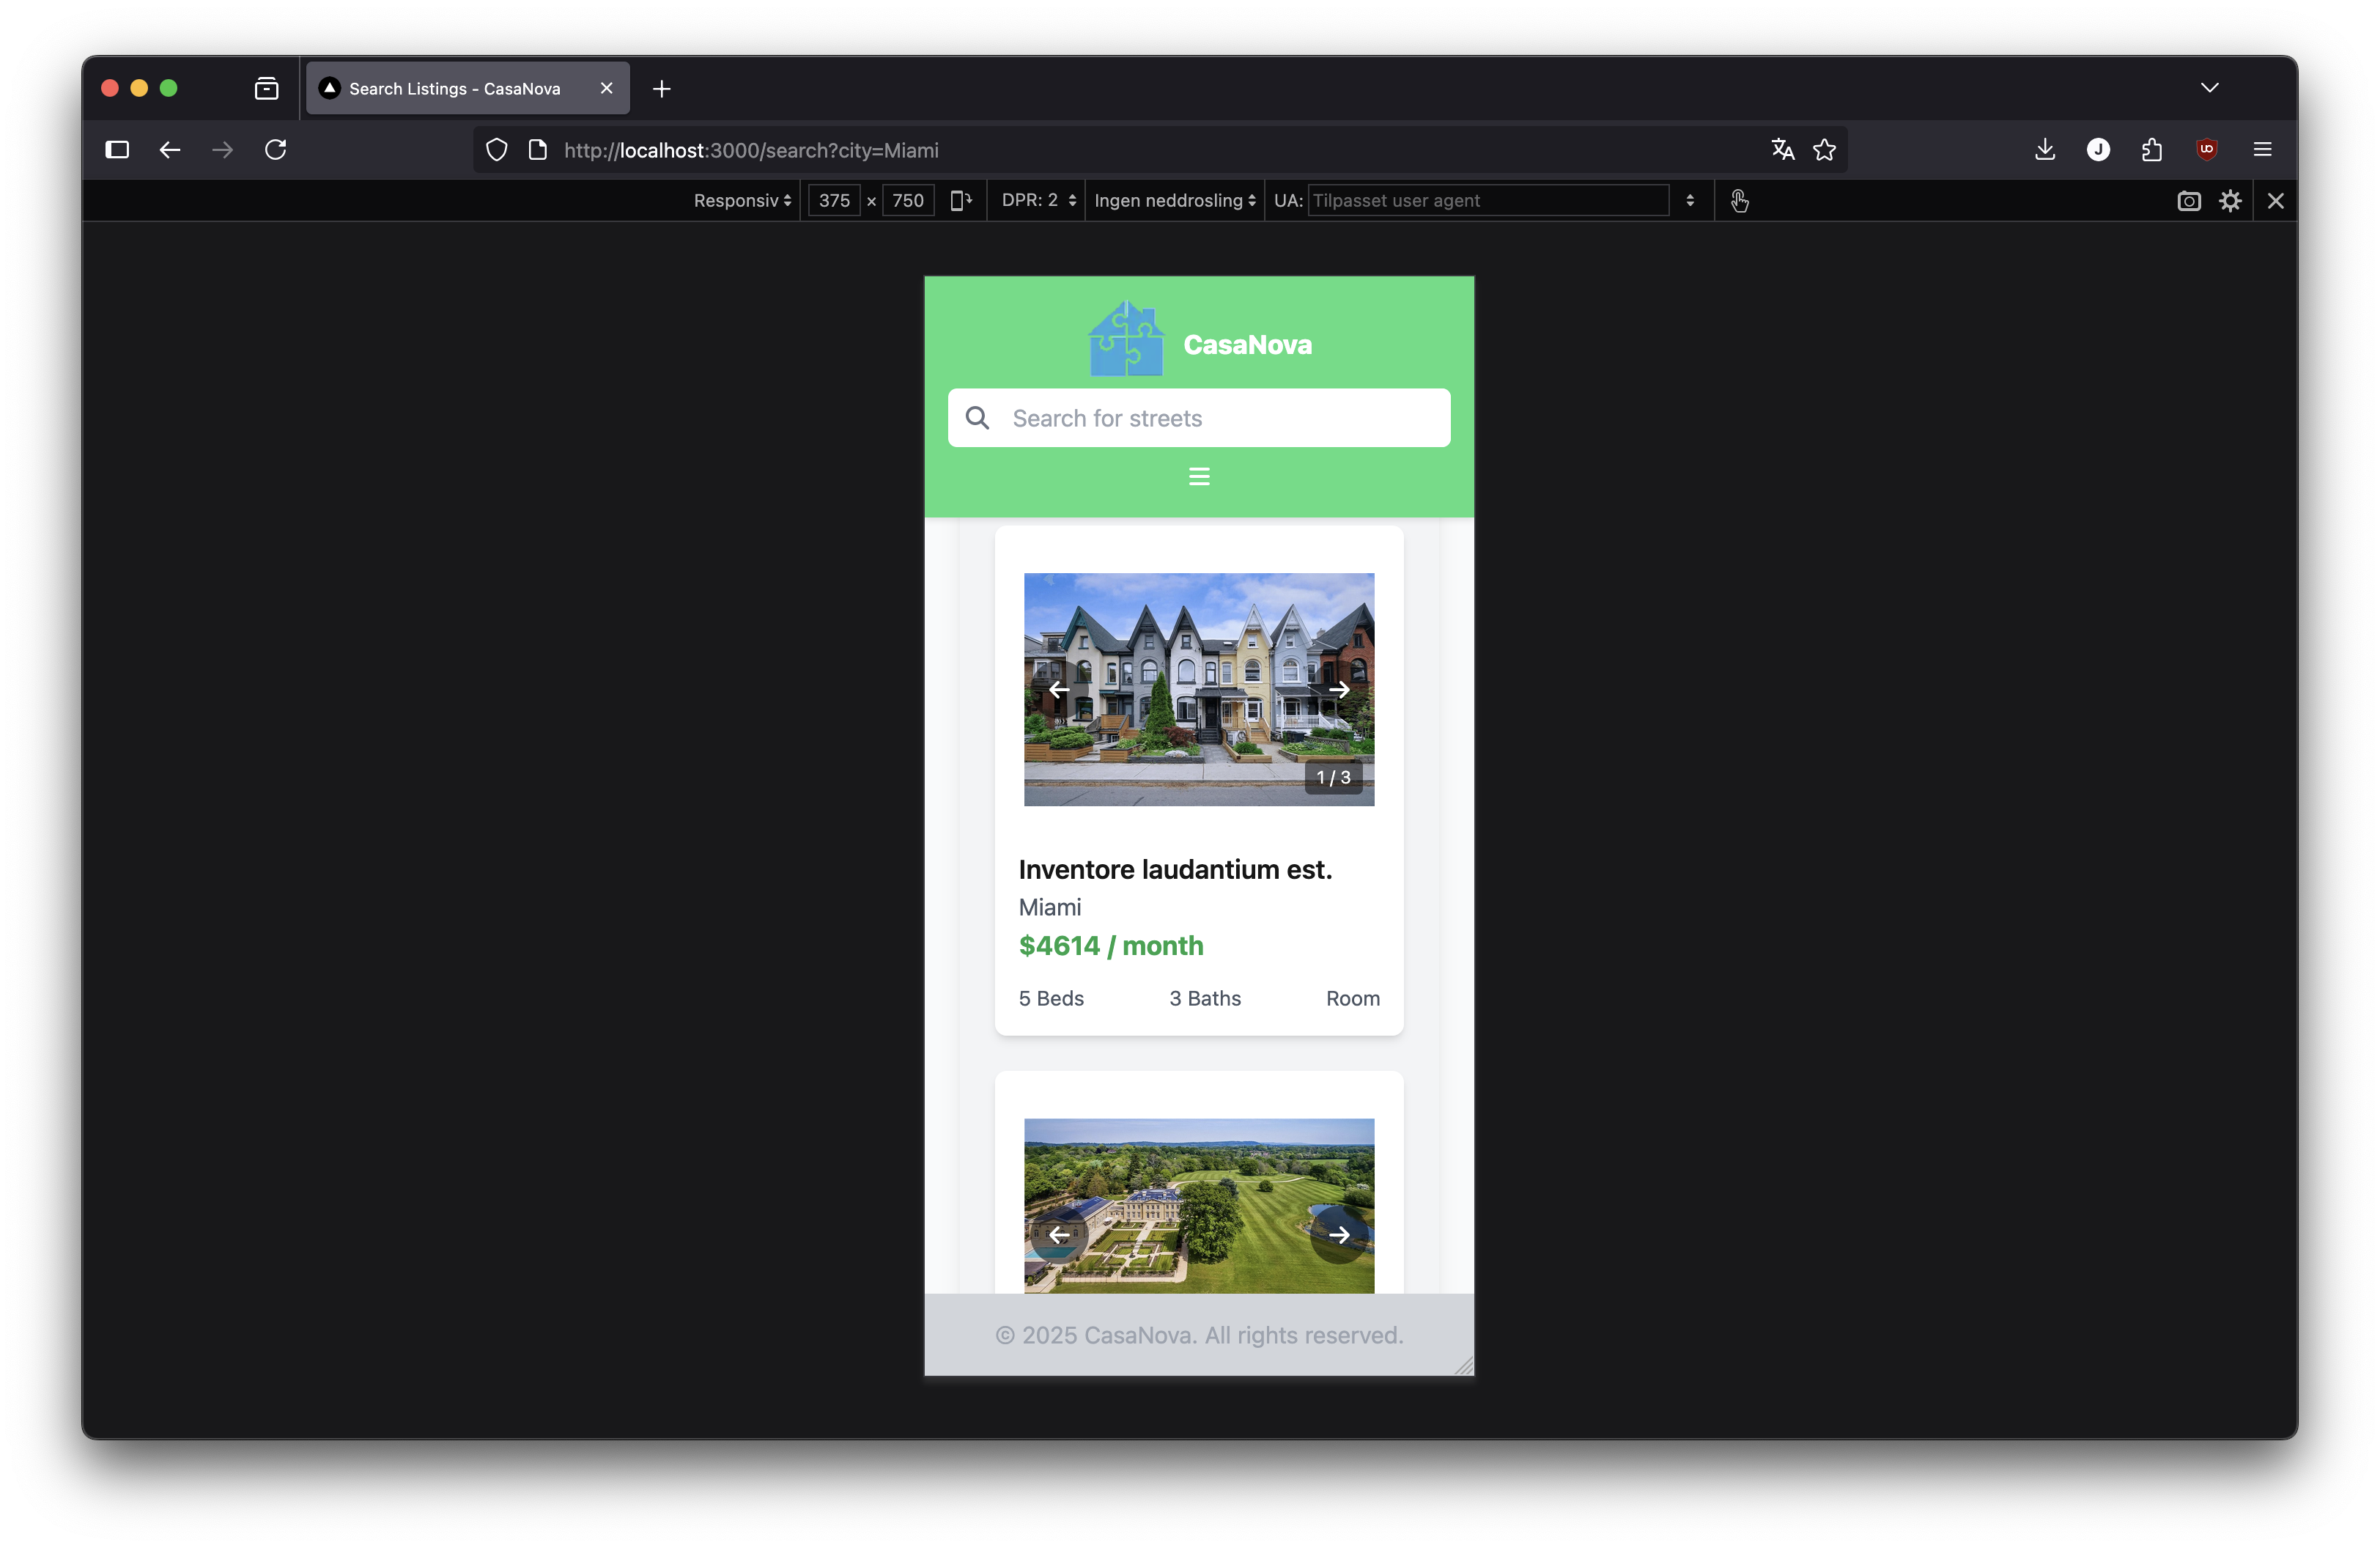 Search Listings - CasaNova
http://localhost:3000/search?city=Miami
J
UO
Responsiv 375 × 750 DPR: 2 Ingen neddrosling UA: Tilpasset user agent
CasaNova
Search for streets
1 / 3
Inventore laudantium est.
Miami
$4614 / month
5 Beds 3 Baths Room
© 2025 CasaNova. All rights reserved.